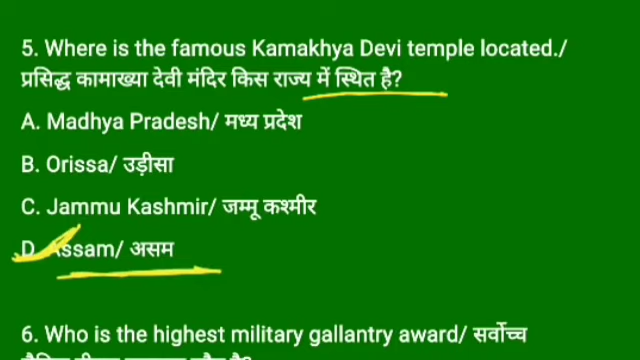 5. Where is the famous Kamakhya Devi temple located./
प्रसिद्ध कामाख्या देवी मंदिर किस राज्य में स्थित है?
A. Madhya Pradesh/ मध्य प्रदेश
B. Orissa/ उड़ीसा
C. Jammu Kashmir/ जम्मू कश्मीर
D. Assam/ असम
6. Who is the highest military gallantry award/ सर्वोच्च